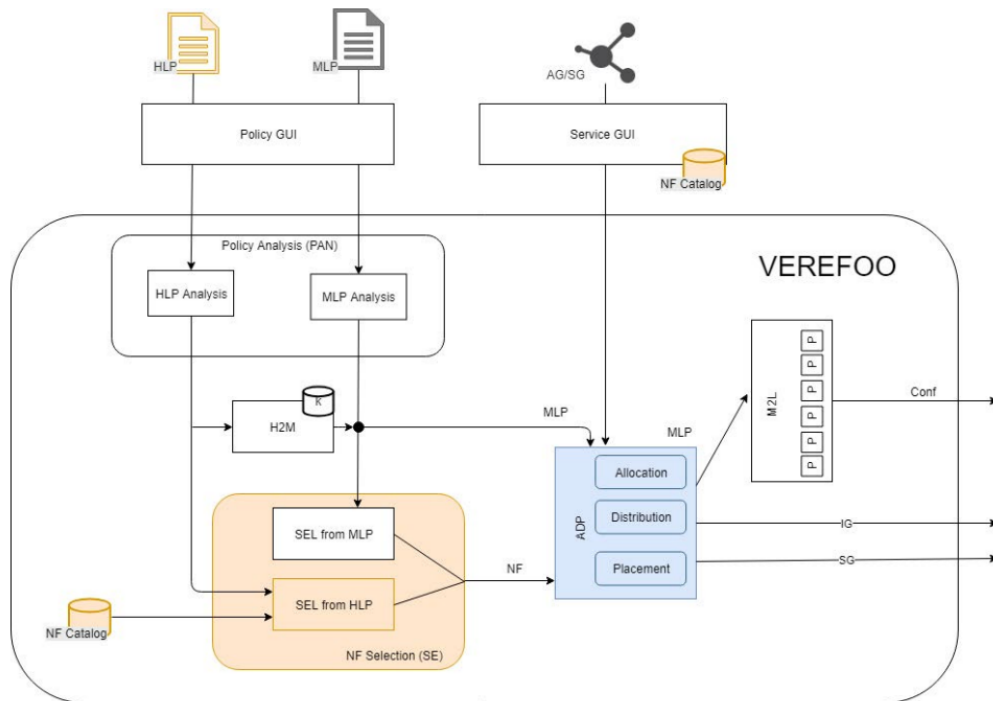 HLP
MLP
AG/SG
Policy GUI
Service GUI
NF Catalog
Policy Analysis (PAN)
VEREFOO
HLP Analysis
MLP Analysis
K
H2M
MLP
MLP
M2L
P
P
P
P
P
P
Conf
ADP
Allocation
Distribution
Placement
IG
SG
SEL from MLP
SEL from HLP
NF
NF Catalog
NF Selection (SE)